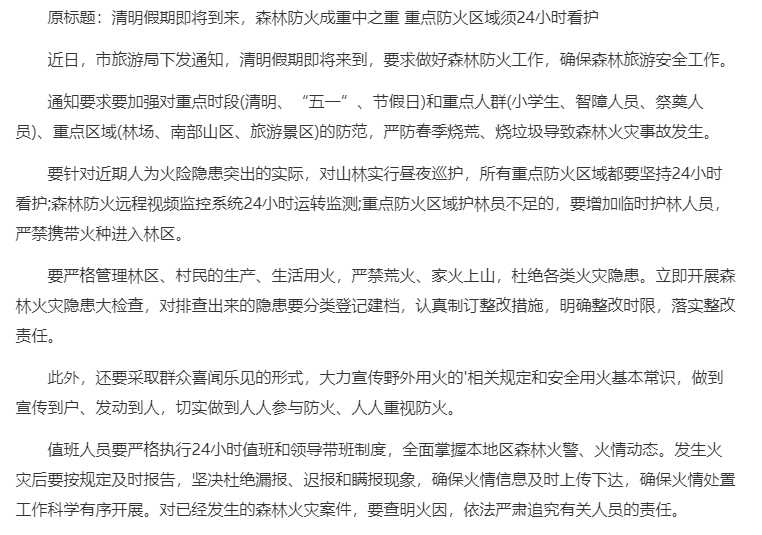 原标题：清明假期即将到来，森林防火成重中之重 重点防火区域须24小时看护
近日，市旅游局下发通知，清明假期即将来到，要求做好森林防火工作，确保森林旅游安全工作。
通知要求要加强对重点时段(清明、“五一”、节假日)和重点人群(小学生、智障人员、祭奠人
员)、重点区域(林场、南部山区、旅游景区)的防范，严防春季烧荒、烧垃圾导致森林火灾事故发生。
要针对近期人为火险隐患突出的实际，对山林实行昼夜巡护，所有重点防火区域都要坚持24小时
看护;森林防火远程视频监控系统24小时运转监测;重点防火区域护林员不足的，要增加临时护林人员，
严禁携带火种进入林区。
要严格管理林区、村民的生产、生活用火，严禁荒火、家火上山，杜绝各类火灾隐患。立即开展森
林火灾隐患大检查，对排查出来的隐患要分类登记建档，认真制订整改措施，明确整改时限，落实整改
责任。
此外，还要采取群众喜闻乐见的形式，大力宣传野外用火的'相关规定和安全用火基本常识，做到
宣传到户、发动到人，切实做到人人参与防火、人人重视防火。
值班人员要严格执行24小时值班和领导带班制度，全面掌握本地区森林火警、火情动态。发生火
灾后要按规定及时报告，坚决杜绝漏报、迟报和瞒报现象，确保火情信息及时上传下达，确保火情处置
工作科学有序开展。对已经发生的森林火灾案件，要查明火因，依法严肃追究有关人员的责任。